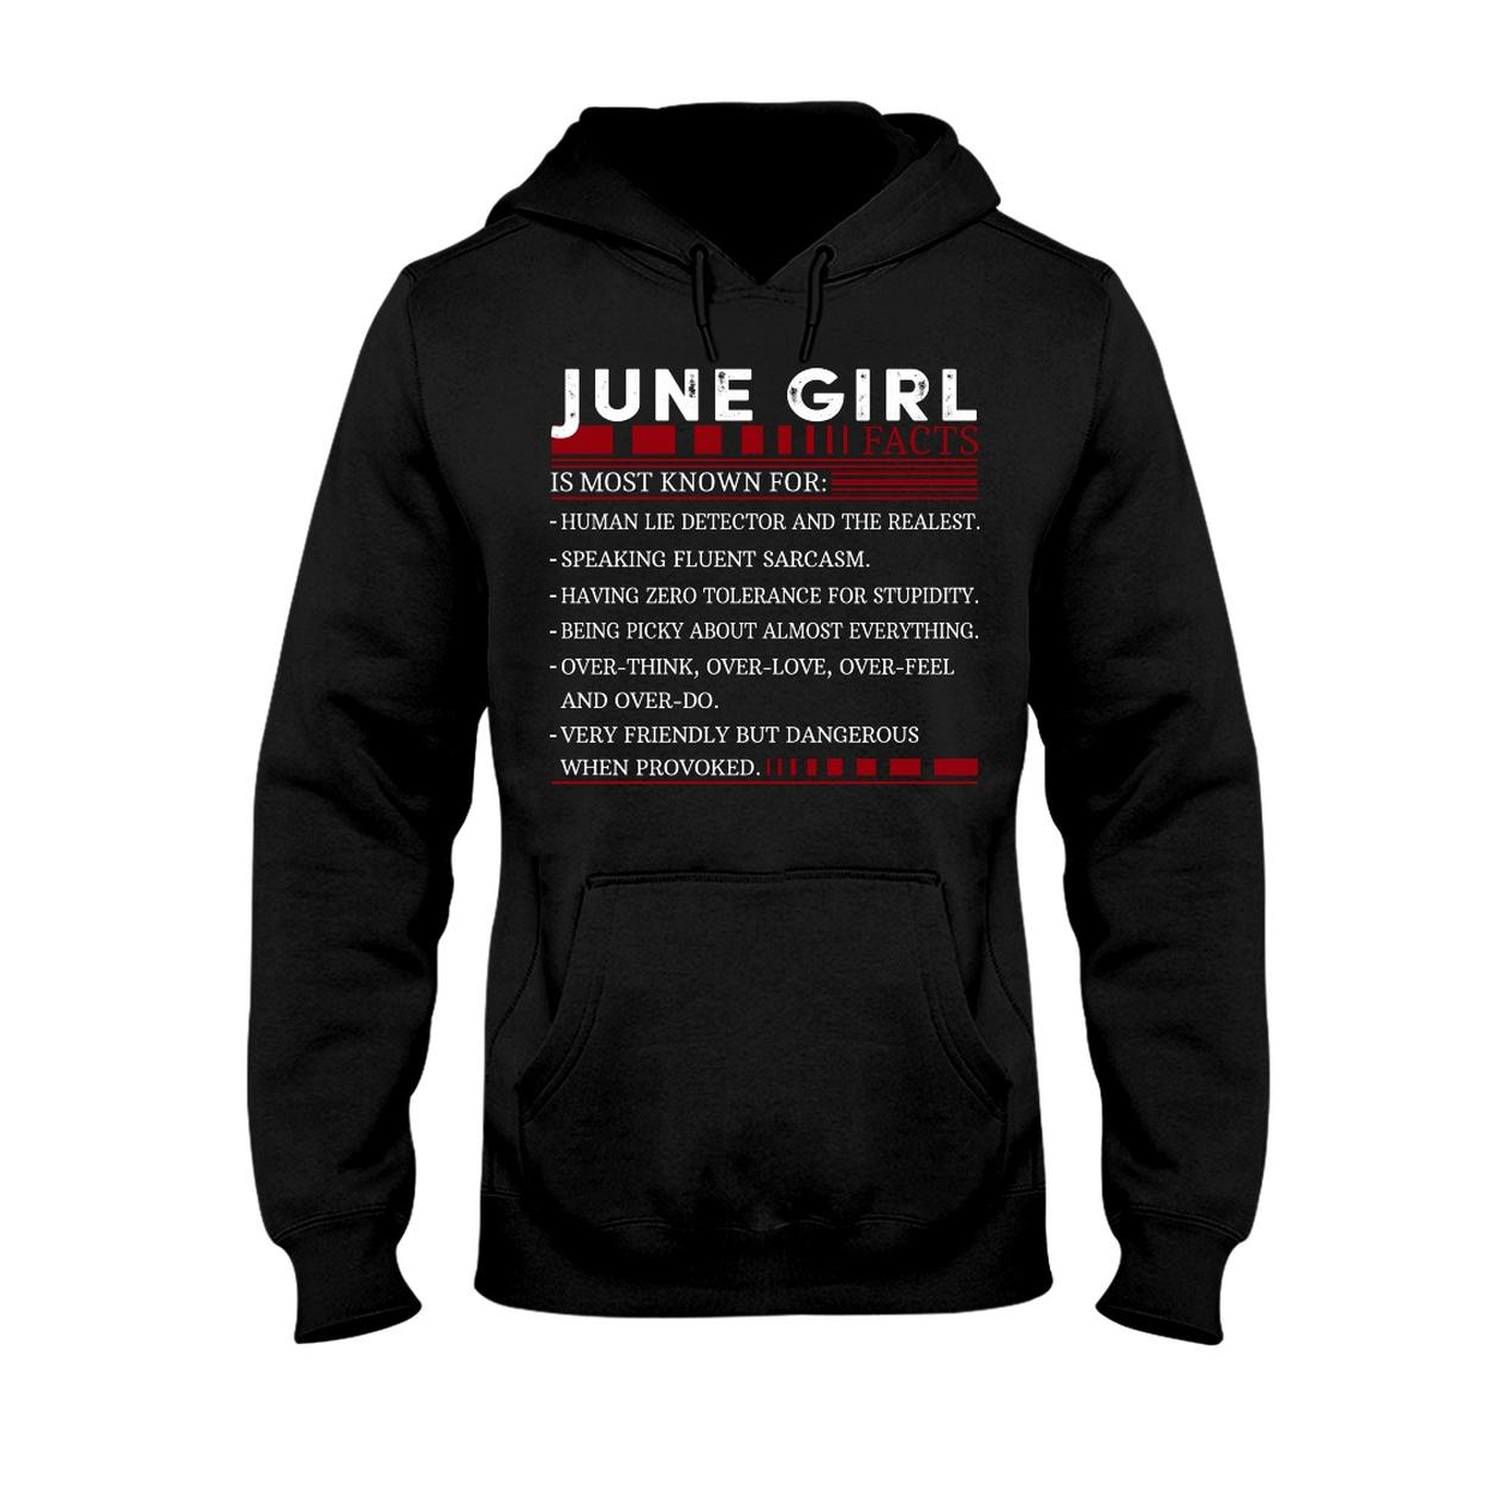 JUNE GIRL
FACTS
IS MOST KNOWN FOR:
-HUMAN LIE DETECTOR AND THE REALEST.
-SPEAKING FLUENT SARCASM.
-HAVING ZERO TOLERANCE FOR STUPIDITY.
-BEING PICKY ABOUT ALMOST EVERYTHING.
-OVER-THINK, OVER-LOVE, OVER-FEEL
AND OVER-DO.
-VERY FRIENDLY BUT DANGEROUS
WHEN PROVOKED.